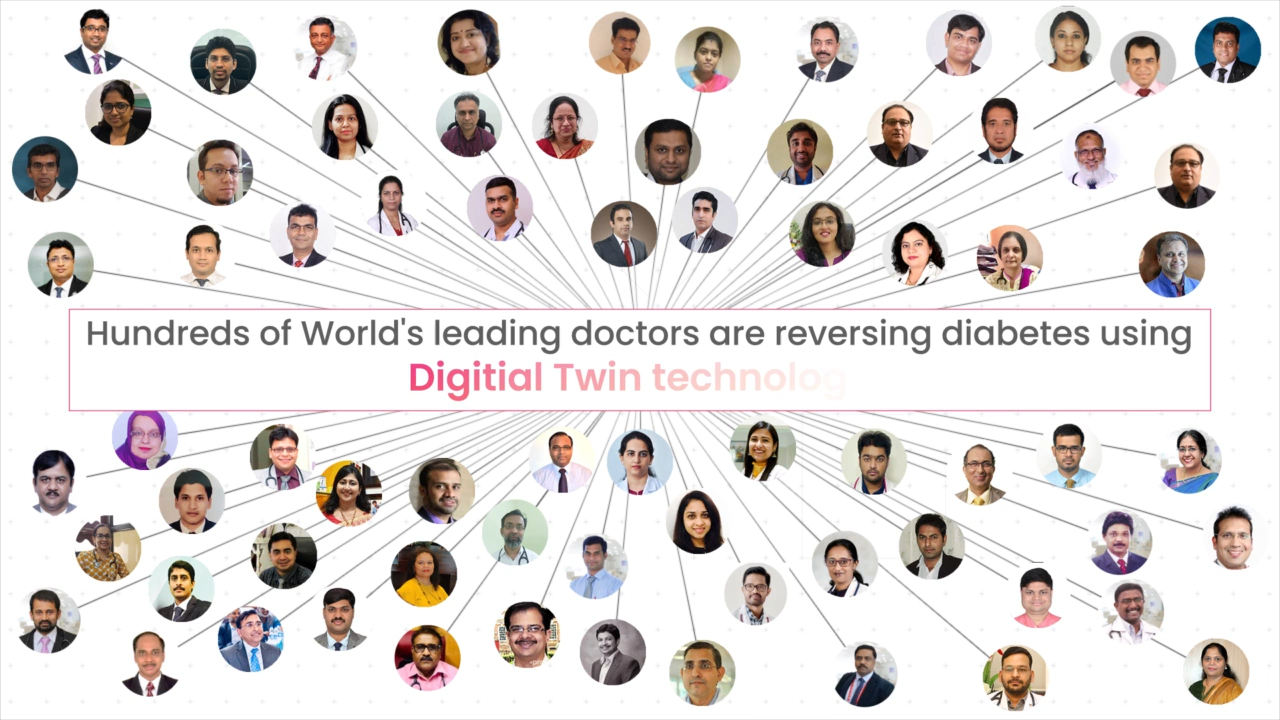 Hundreds of World's leading doctors are reversing diabetes using
Digitial Twin technolog